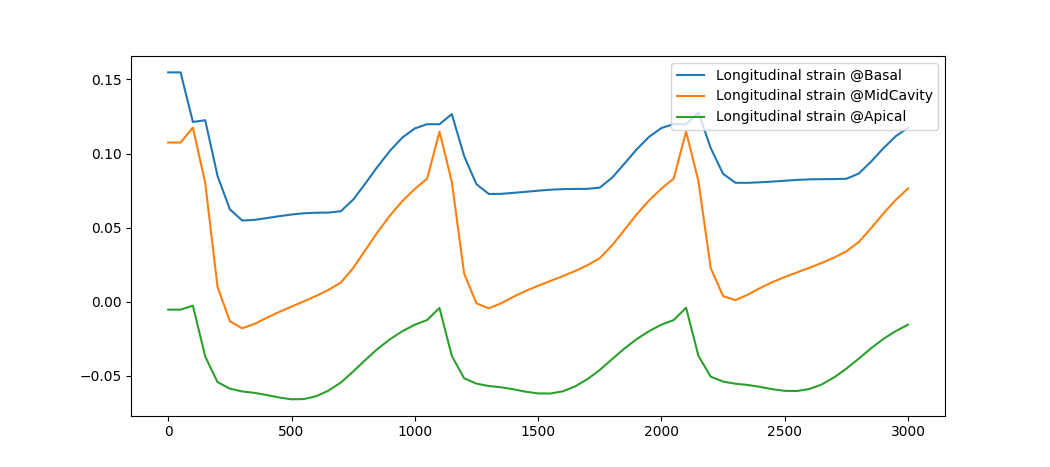 Longitudinal strain @Basal
Longitudinal strain @MidCavity
Longitudinal strain @Apical
0.15
0.10
0.05
0.00
−0.05
0 500 1000 1500 2000 2500 3000